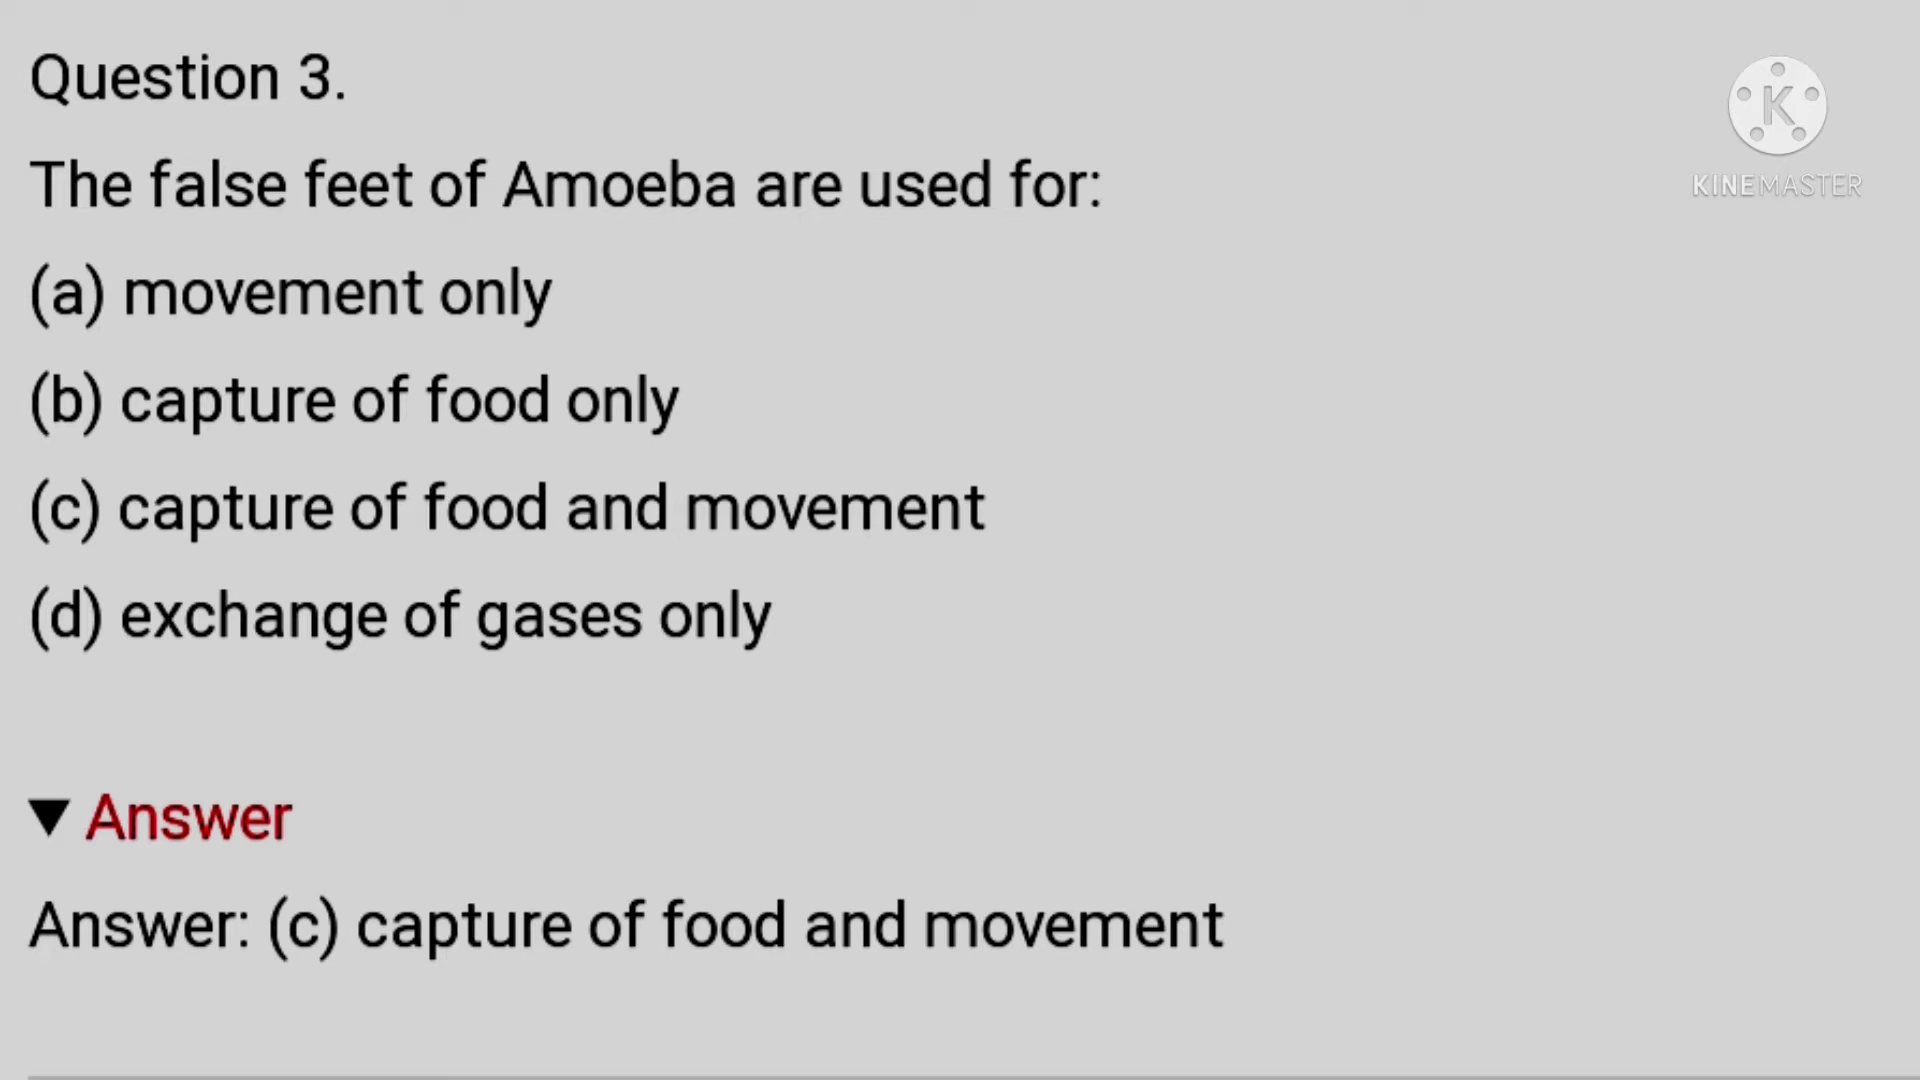 Question 3.
The false feet of Amoeba are used for:
(a) movement only
(b) capture of food only
(c) capture of food and movement
(d) exchange of gases only
▼ Answer
Answer: (c) capture of food and movement
K
KINEMASTER